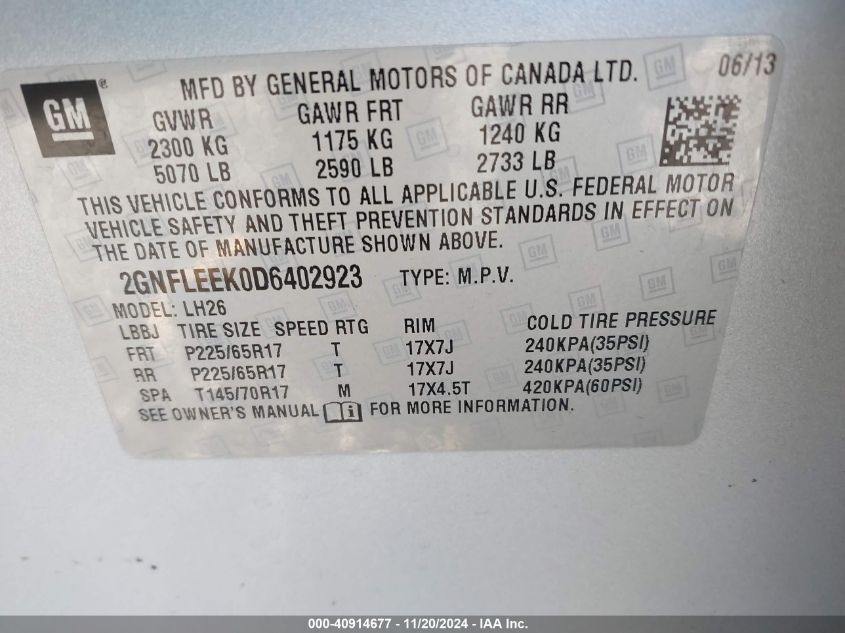 GM ®
MFD BY GENERAL MOTORS OF CANADA LTD. 06/13
GVWR GAWR FRT GAWR RR
2300 KG 1175 KG 1240 KG
5070 LB 2590 LB 2733 LB
THIS VEHICLE CONFORMS TO ALL APPLICABLE U.S. FEDERAL MOTOR
VEHICLE SAFETY AND THEFT PREVENTION STANDARDS IN EFFECT ON
THE DATE OF MANUFACTURE SHOWN ABOVE.
2GNFLEEK0D6402923 TYPE: M.P.V.
MODEL: LH26
LBBJ TIRE SIZE SPEED RTG RIM COLD TIRE PRESSURE
FRT P225/65R17 T 17X7J 240KPA(35PSI)
RR P225/65R17 T 17X7J 240KPA(35PSI)
SPA T145/70R17 M 17X4.5T 420KPA(60PSI)
SEE OWNER'S MANUAL i FOR MORE INFORMATION.
000-40914677 - 11/20/2024 - IAA Inc.